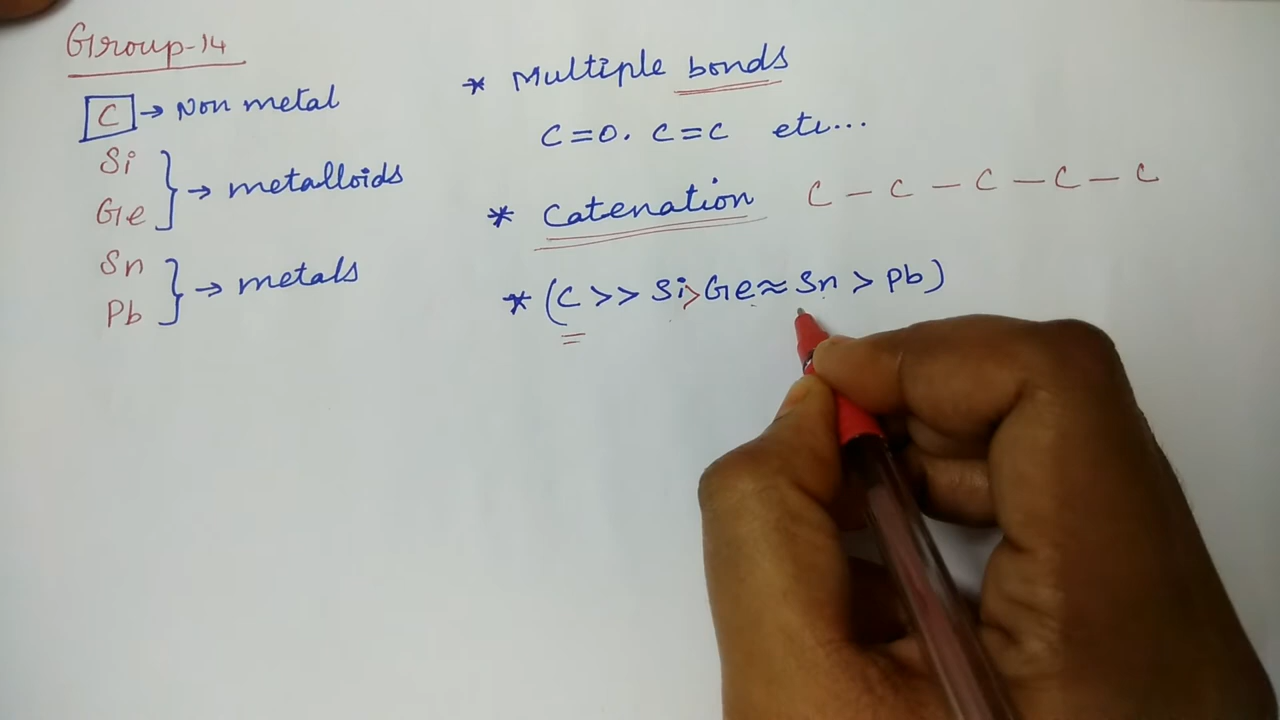 Group-14
C → Non metal
Si
Ge } → metalloids
Sn
Pb } → metals
* Multiple bonds
C=O. C=C etc...
* Catenation C – C – C – C – C
* (C >> Si > Ge ≈ Sn > Pb)